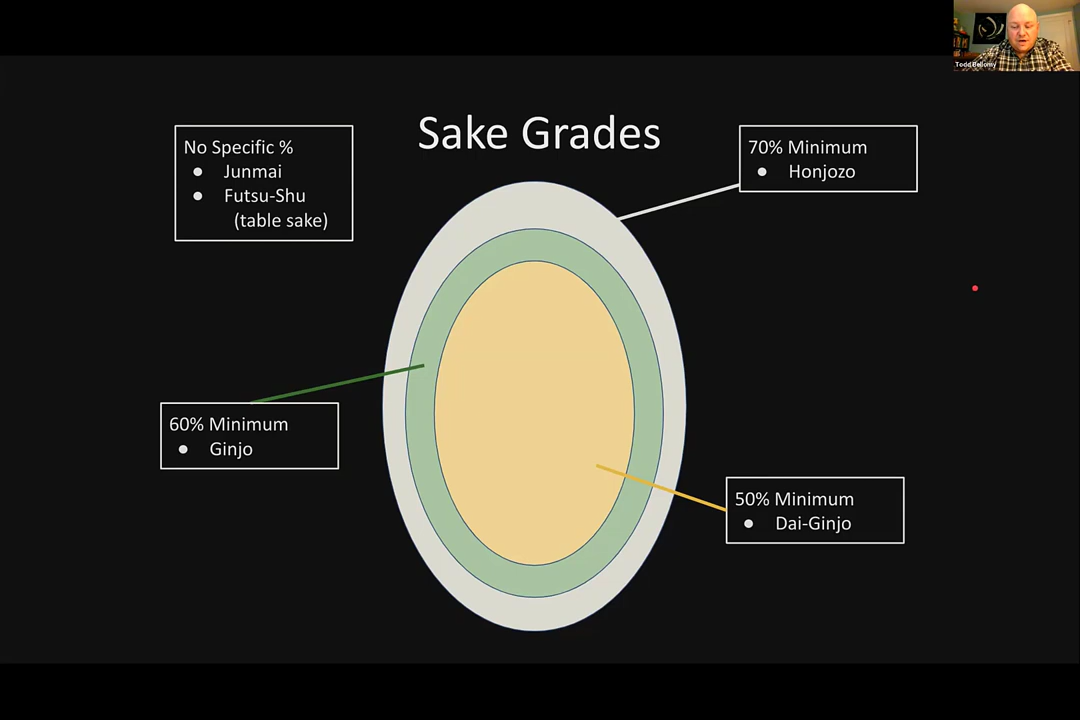 Todd Bellomy
Sake Grades
No Specific %
● Junmai
● Futsu-Shu
(table sake)
70% Minimum
● Honjozo
60% Minimum
● Ginjo
50% Minimum
● Dai-Ginjo